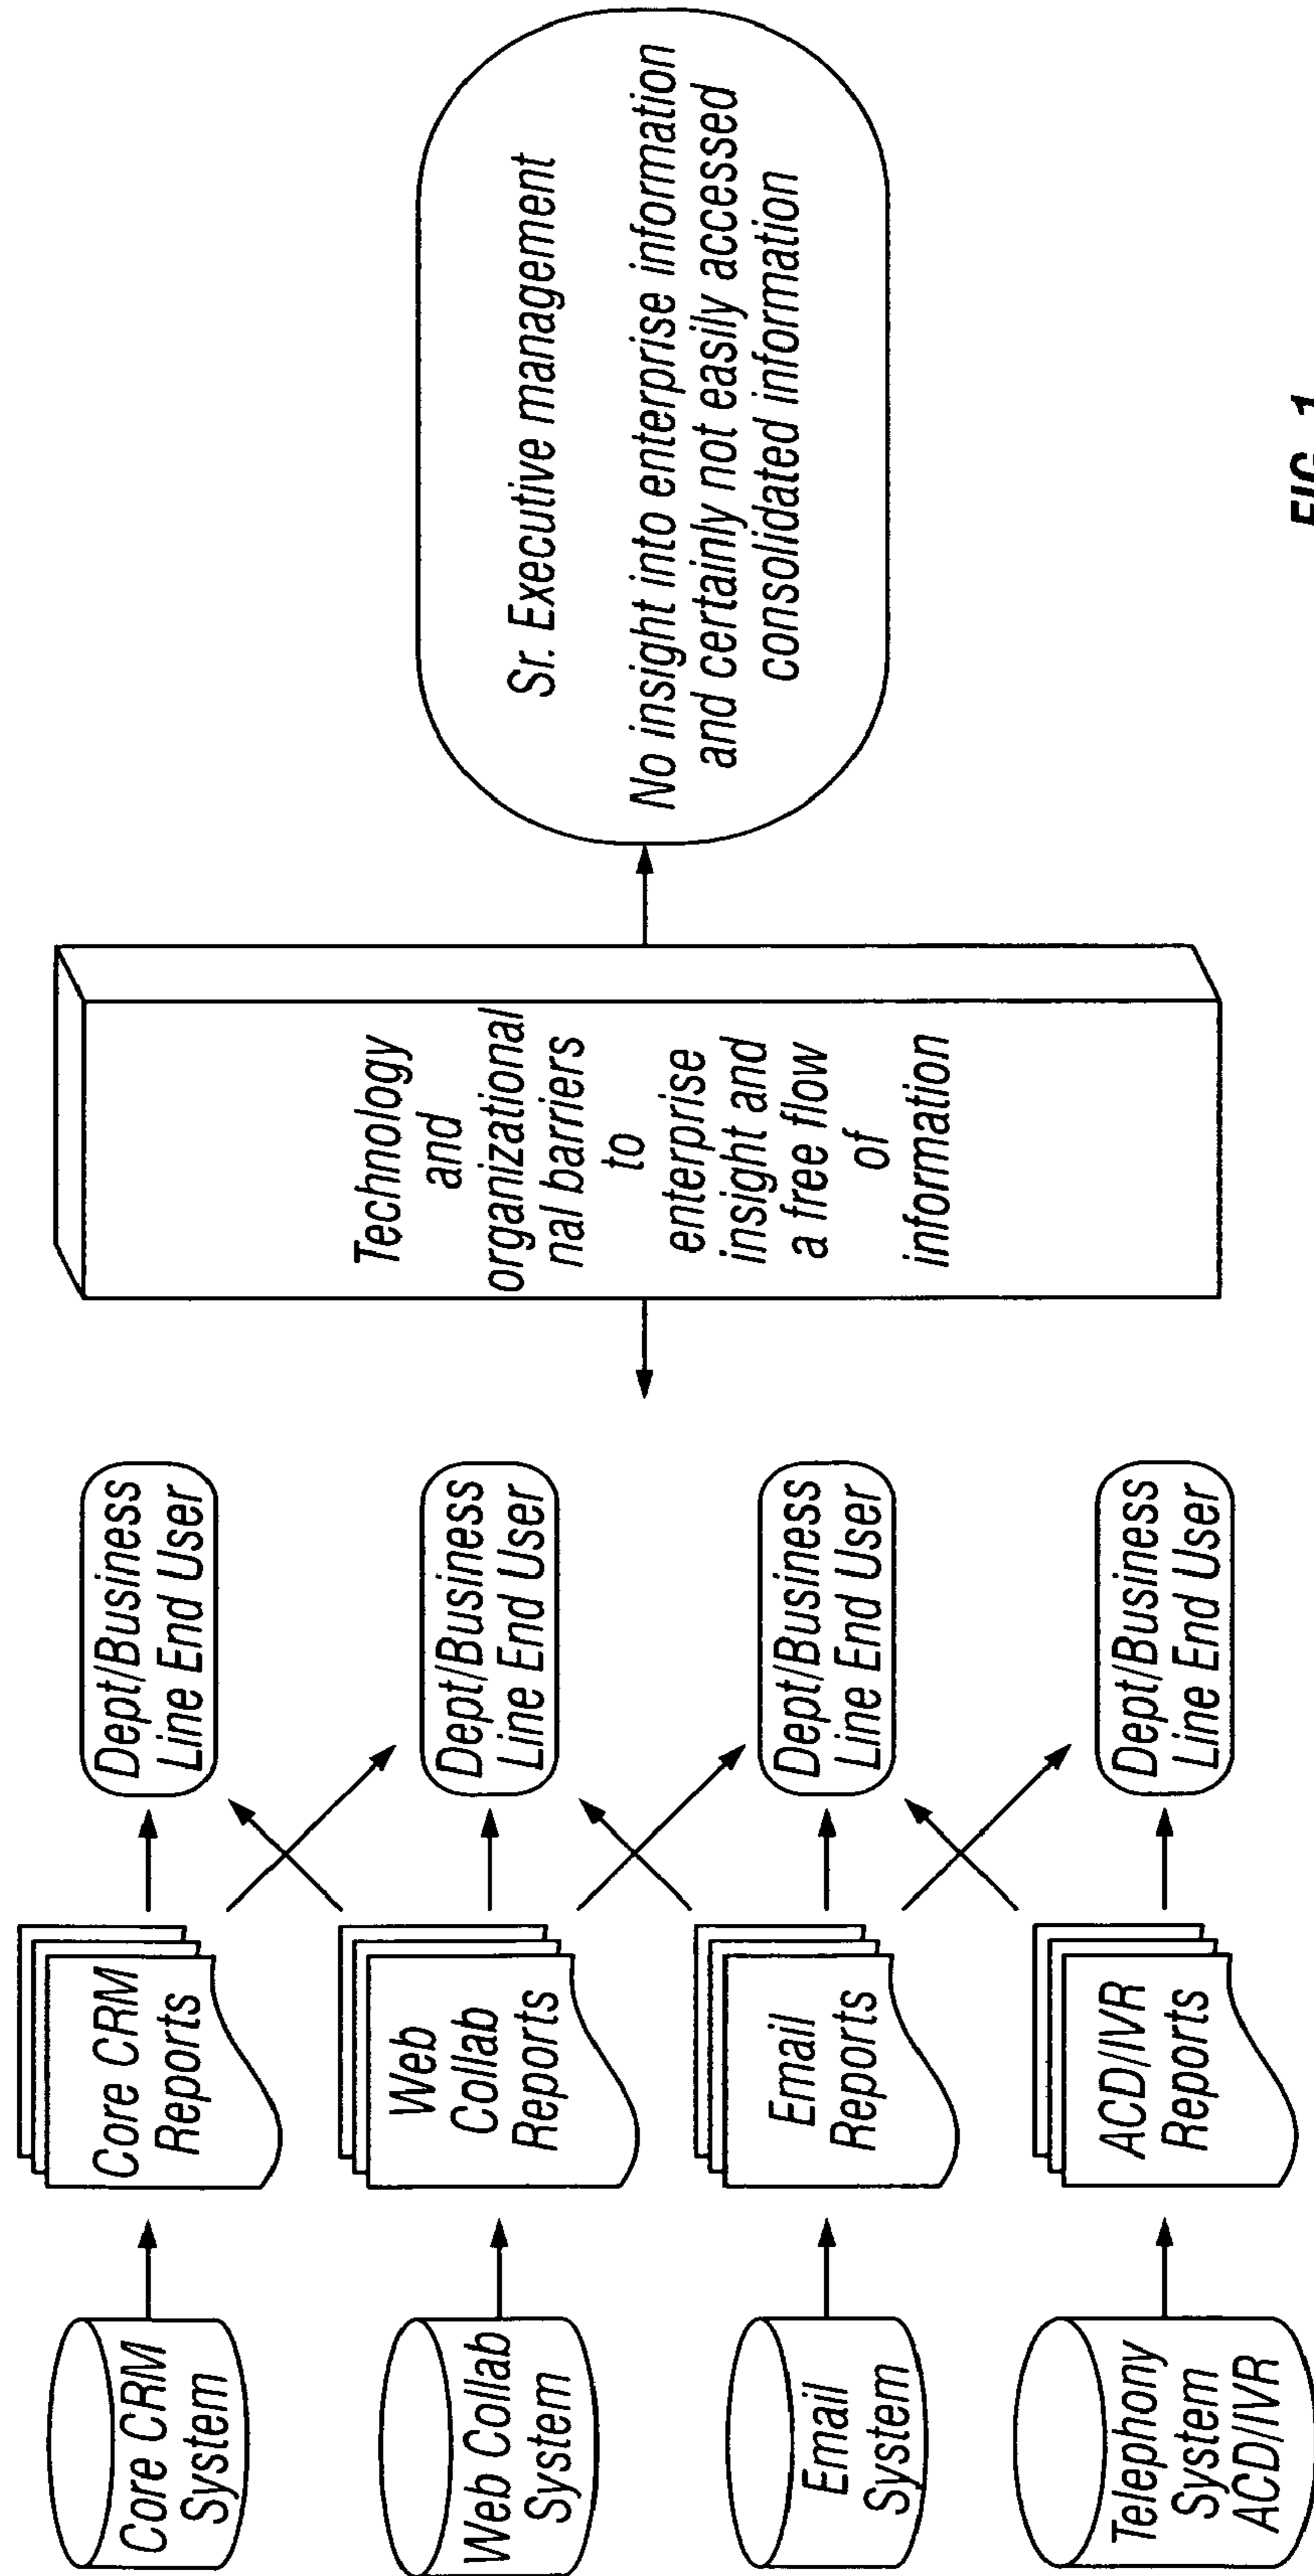 Core CRM
System
Core CRM
Reports
Dept/Business
Line End User
Web Collab
System
Web
Collab
Reports
Dept/Business
Line End User
Email
System
Email
Reports
Dept/Business
Line End User
Telephony
System
ACD/IVR
ACD/IVR
Reports
Dept/Business
Line End User
Technology
and
organizational
nal barriers
to
enterprise
insight and
a free flow
of
information
Sr. Executive management
No insight into enterprise information
and certainly not easily accessed
consolidated information
FIG. 1